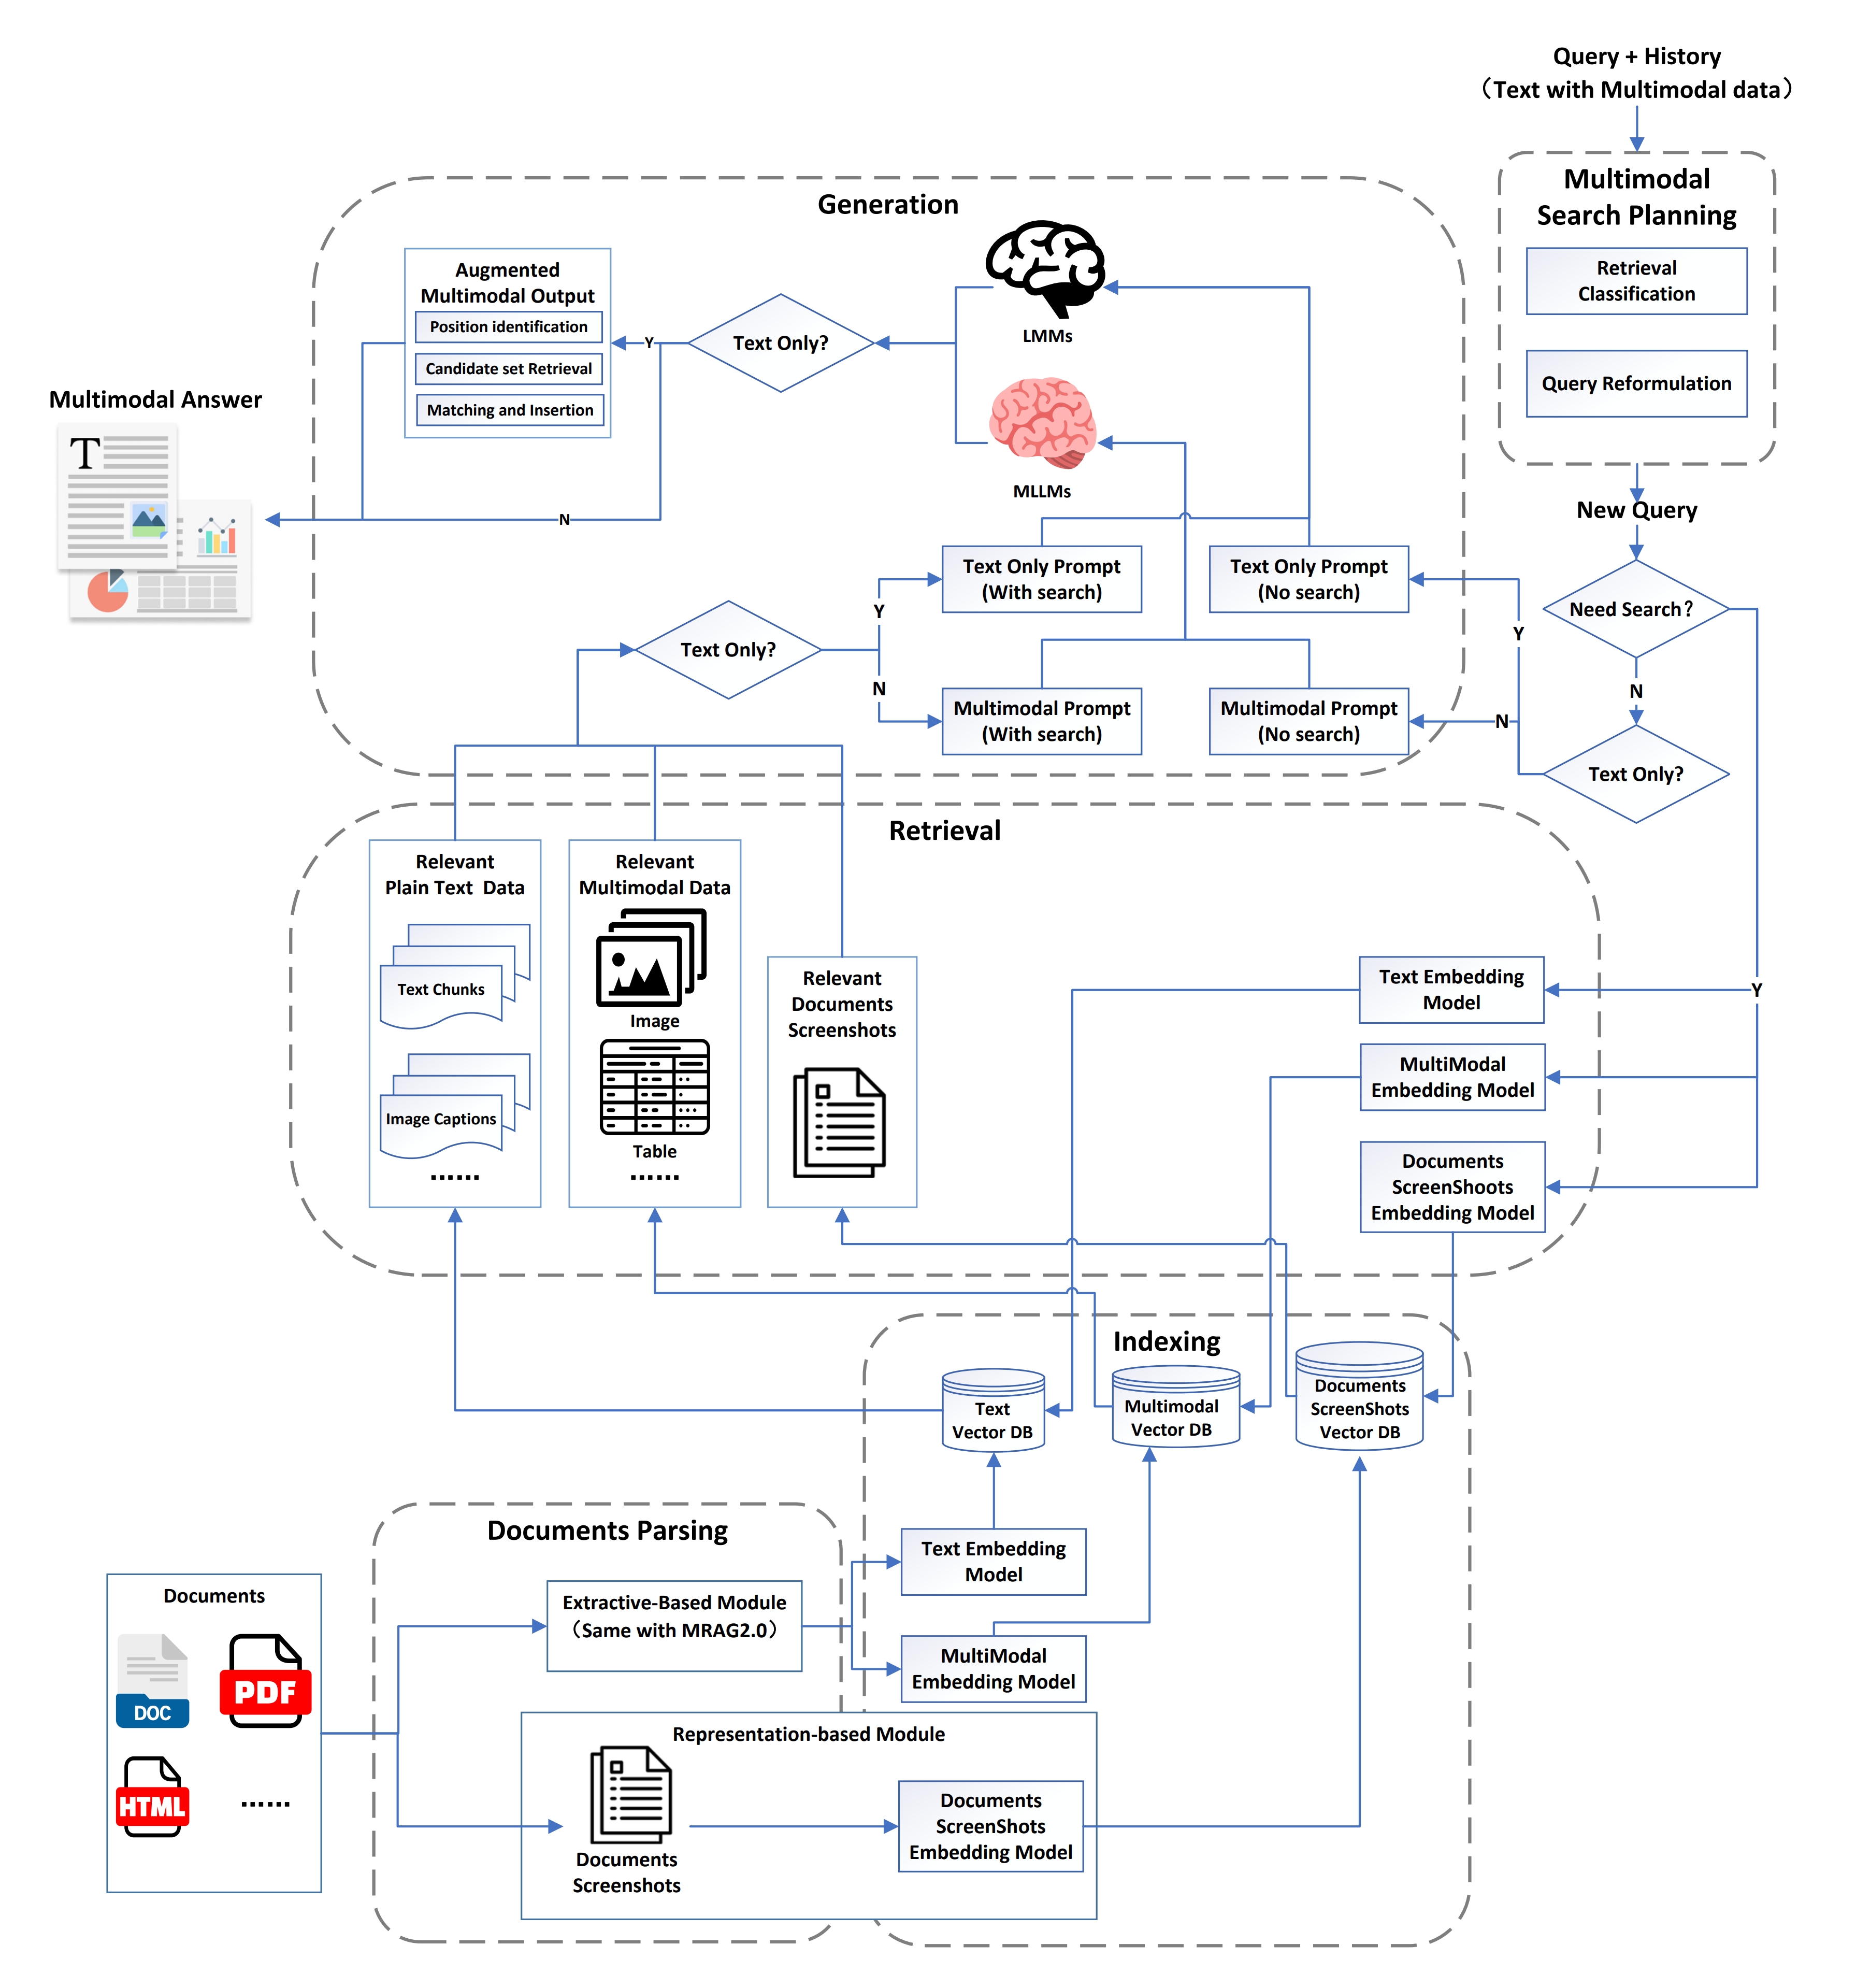 Query + History
（Text with Multimodal data）
Multimodal
Search Planning
Retrieval
Classification
Query Reformulation
New Query
Need Search？
N
Text Only?
Y
N
Y
Generation
Augmented
Multimodal Output
Position identification
Candidate set Retrieval
Matching and Insertion
Y
Text Only?
N
LMMs
MLLMs
Multimodal Answer
T
Text Only Prompt
(With search)
Text Only Prompt
(No search)
Text Only?
Y
N
Multimodal Prompt
(With search)
Multimodal Prompt
(No search)
Retrieval
Relevant
Plain Text Data
Text Chunks
Image Captions
......
Relevant
Multimodal Data
Image
Table
......
Relevant
Documents
Screenshots
Text Embedding
Model
MultiModal
Embedding Model
Documents
ScreenShoots
Embedding Model
Indexing
Text
Vector DB
Multimodal
Vector DB
Documents
ScreenShots
Vector DB
Text Embedding
Model
MultiModal
Embedding Model
Documents Parsing
Extractive-Based Module
（Same with MRAG2.0）
Representation-based Module
Documents
Screenshots
Documents
ScreenShots
Embedding Model
Documents
DOC
PDF
HTML
......